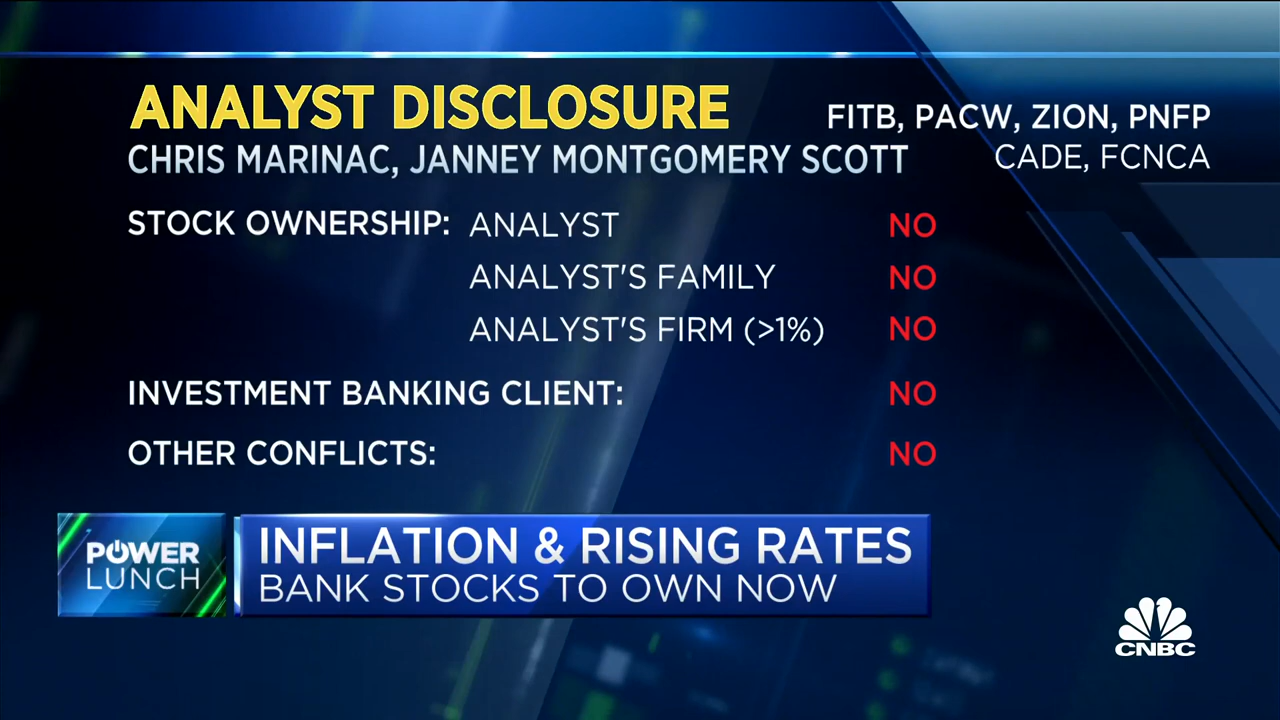 ANALYST DISCLOSURE
FITB, PACW, ZION, PNFP
CHRIS MARINAC, JANNEY MONTGOMERY SCOTT
CADE, FCNCA
STOCK OWNERSHIP: ANALYST NO
ANALYST'S FAMILY NO
ANALYST'S FIRM (>1%) NO
INVESTMENT BANKING CLIENT: NO
OTHER CONFLICTS: NO
POWER
LUNCH
INFLATION & RISING RATES
BANK STOCKS TO OWN NOW
CNBC